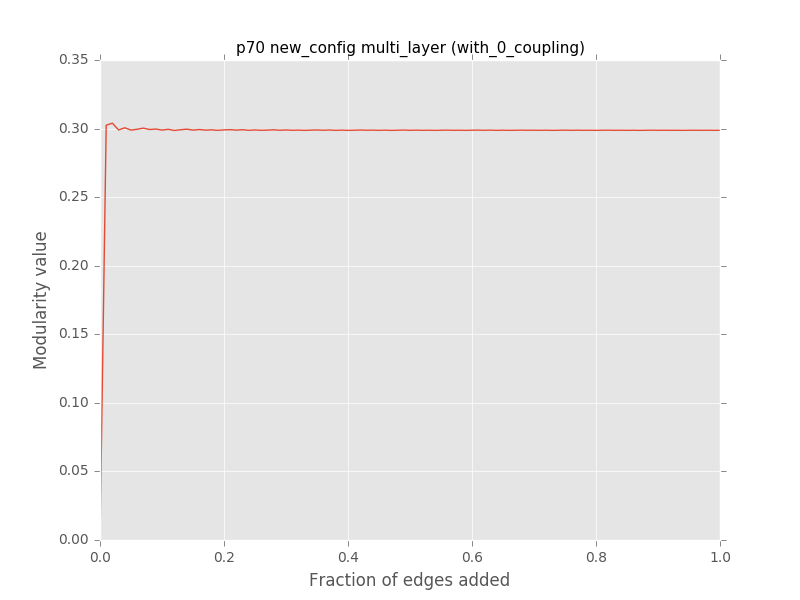 p70 new_config multi_layer (with_0_coupling)
0.35
0.30
0.25
0.20
0.15
0.10
0.05
0.00
Modularity value
0.0 0.2 0.4 0.6 0.8 1.0
Fraction of edges added